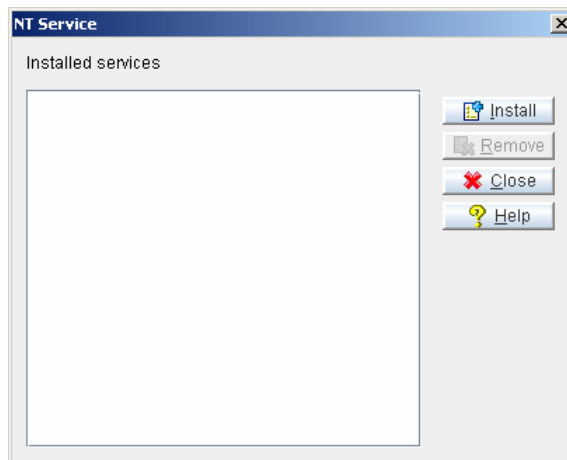 NT Service
Installed services
Install
Remove
Close
Help